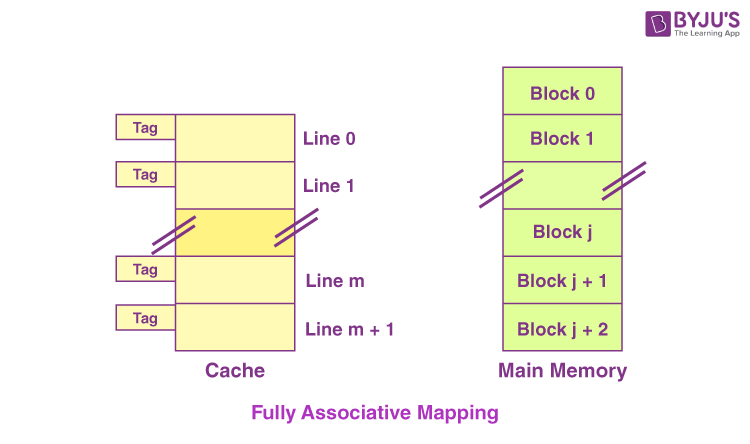 BYJU'S
The Learning App
Tag
Line 0
Tag
Line 1
Tag
Line m
Tag
Line m + 1
Cache
Block 0
Block 1
Block j
Block j + 1
Block j + 2
Main Memory
Fully Associative Mapping